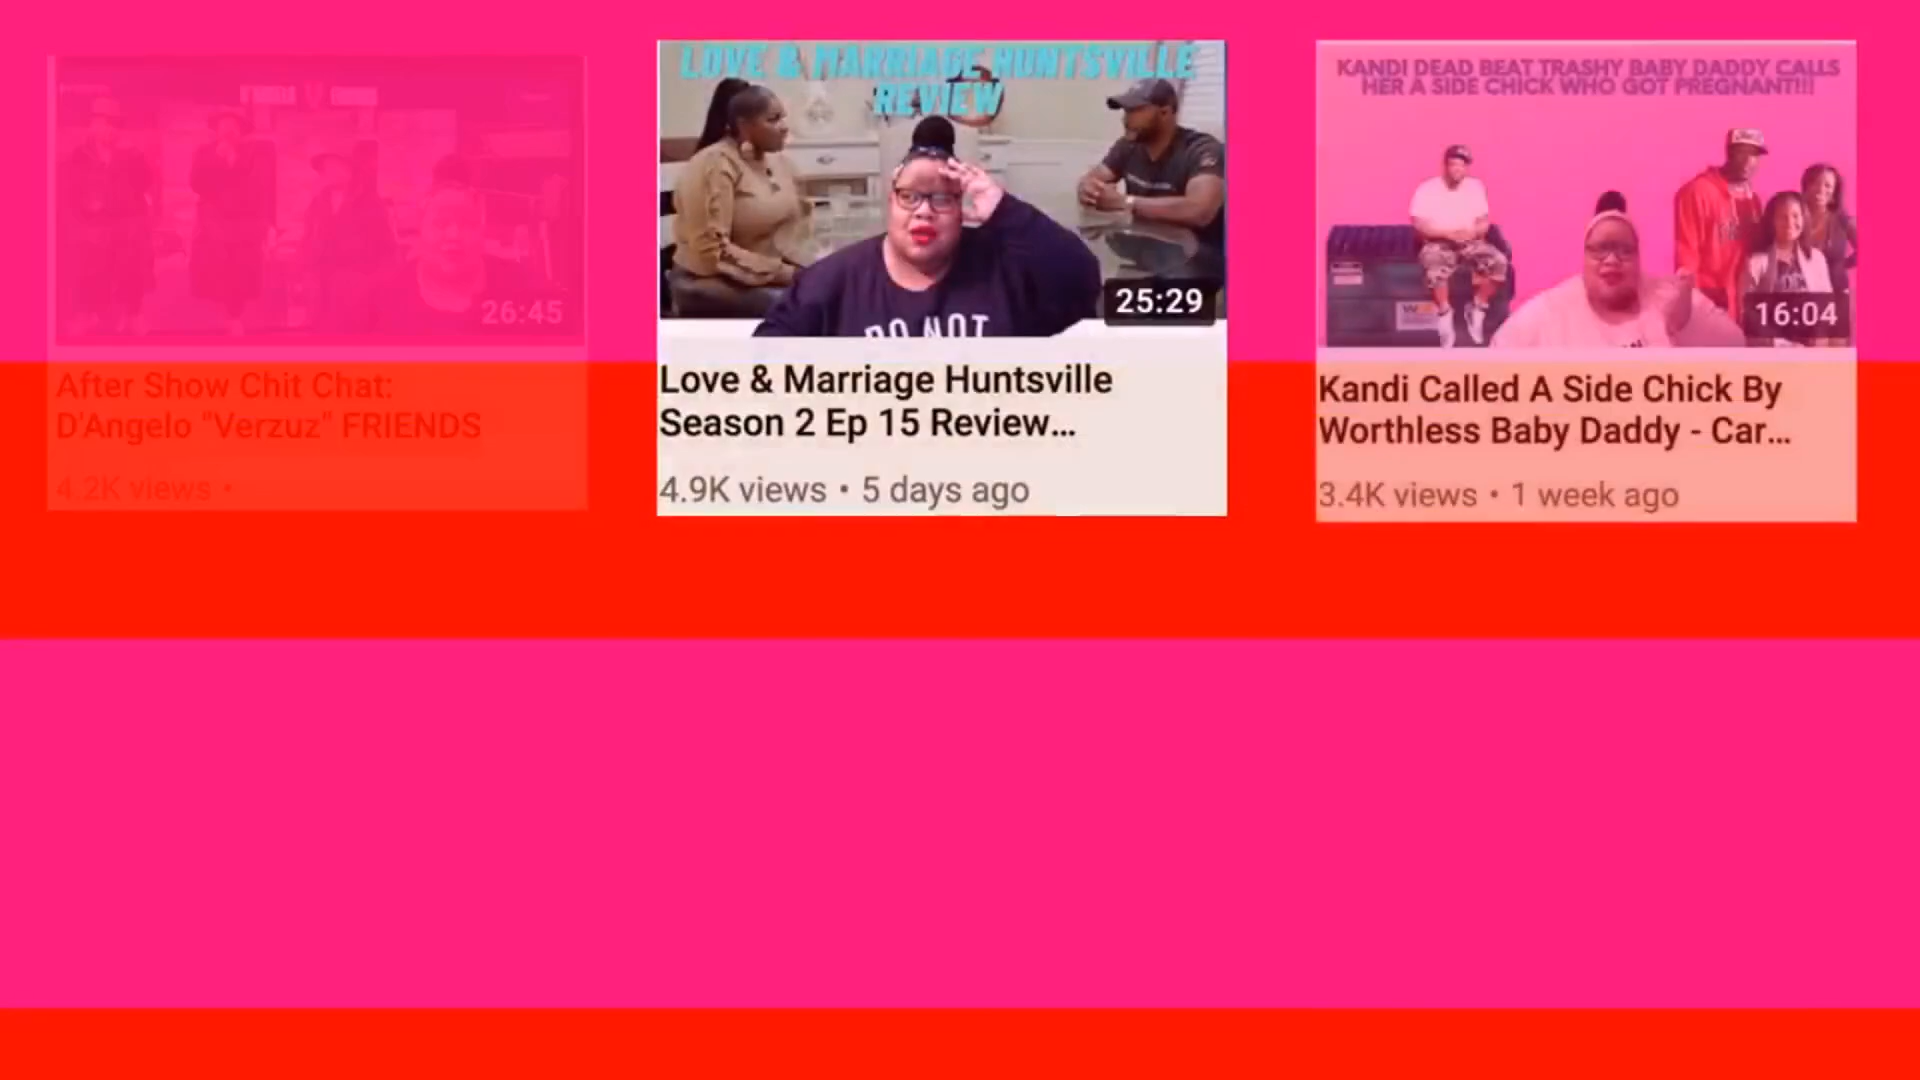 26:45
After Show Chit Chat:
D'Angelo "Verzuz" FRIENDS
4.2K views •
LOVE & MARRIAGE HUNTSVILLE
REVIEW
DO NOT
25:29
Love & Marriage Huntsville
Season 2 Ep 15 Review...
4.9K views • 5 days ago
KANDI DEAD BEAT TRASHY BABY DADDY CALLS
HER A SIDE CHICK WHO GOT PREGNANT!!!
16:04
Kandi Called A Side Chick By
Worthless Baby Daddy - Car...
3.4K views • 1 week ago